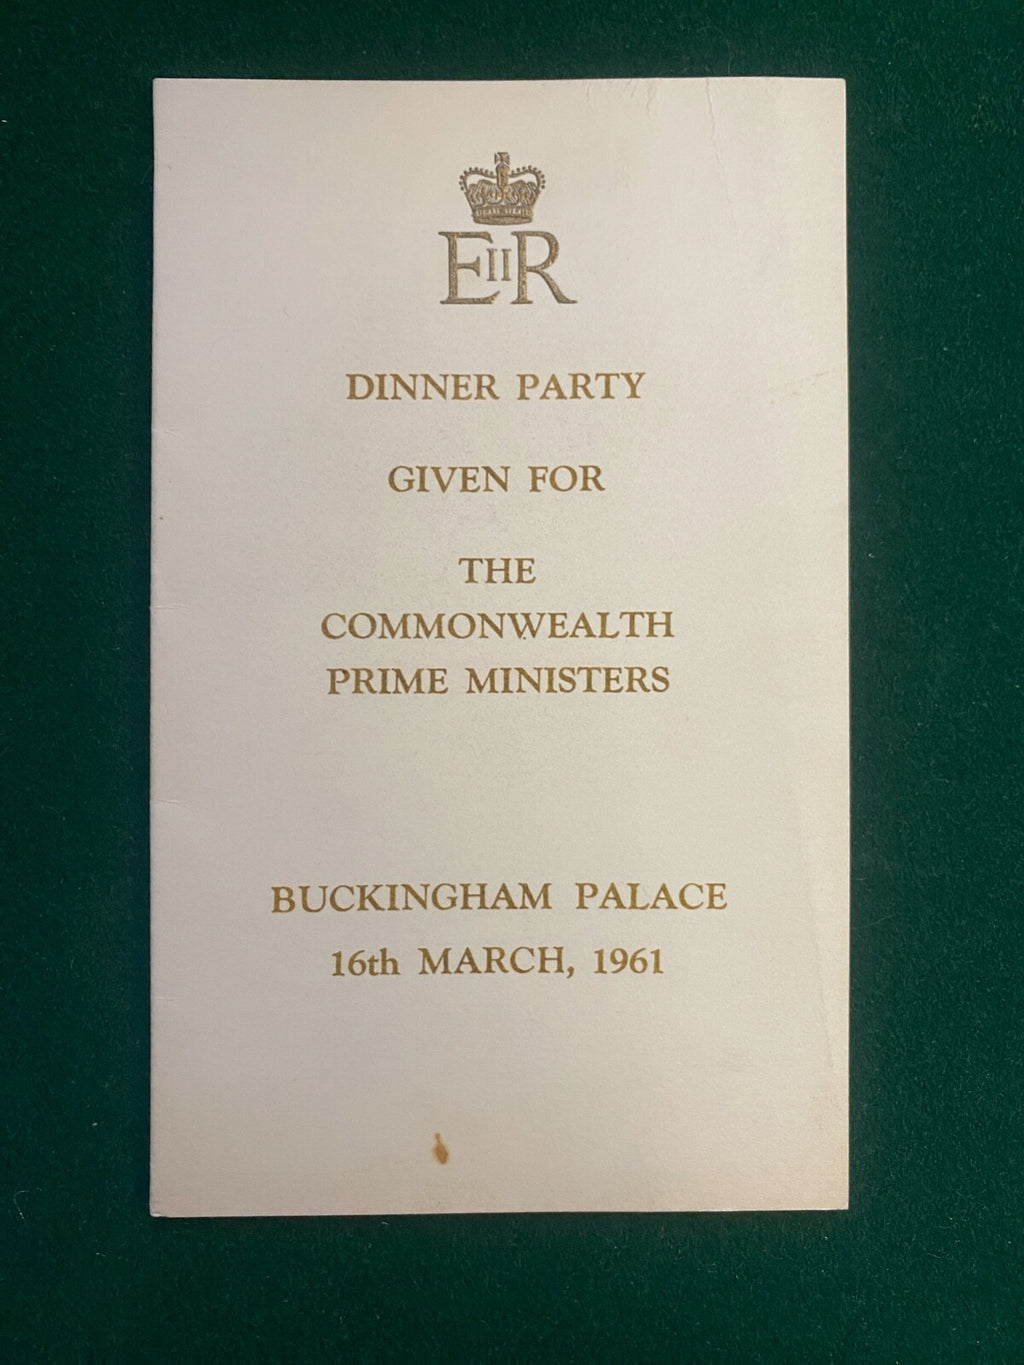 EIIR
DINNER PARTY
GIVEN FOR
THE
COMMONWEALTH
PRIME MINISTERS
BUCKINGHAM PALACE
16th MARCH, 1961